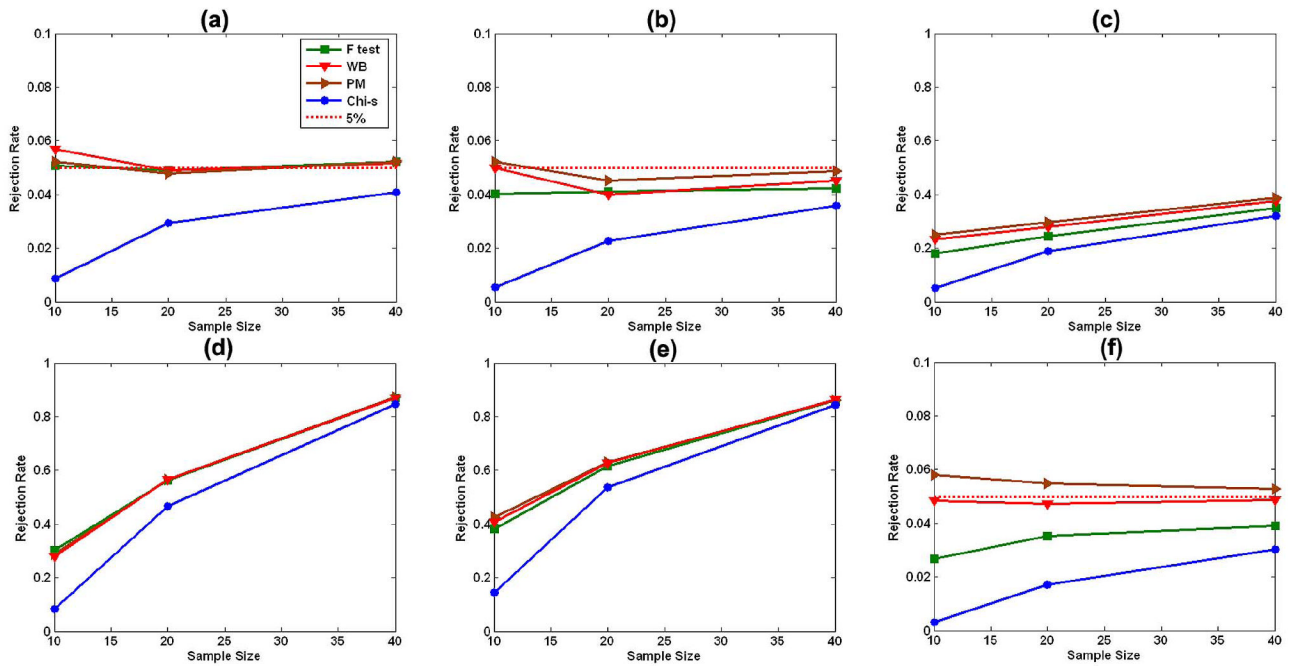 (a)
(b)
(c)
0.1
0.08
0.06
0.04
0.02
0
Rejection Rate
10 15 20 25 30 35 40
Sample Size
F test
WB
PM
Chi-s
5%
0.1
0.08
0.06
0.04
0.02
0
Rejection Rate
10 15 20 25 30 35 40
Sample Size
1
0.8
0.6
0.4
0.2
0
Rejection Rate
10 15 20 25 30 35 40
Sample Size
(d)
(e)
(f)
1
0.8
0.6
0.4
0.2
0
Rejection Rate
10 15 20 25 30 35 40
Sample Size
1
0.8
0.6
0.4
0.2
0
Rejection Rate
10 15 20 25 30 35 40
Sample Size
0.1
0.08
0.06
0.04
0.02
0
Rejection Rate
10 15 20 25 30 35 40
Sample Size